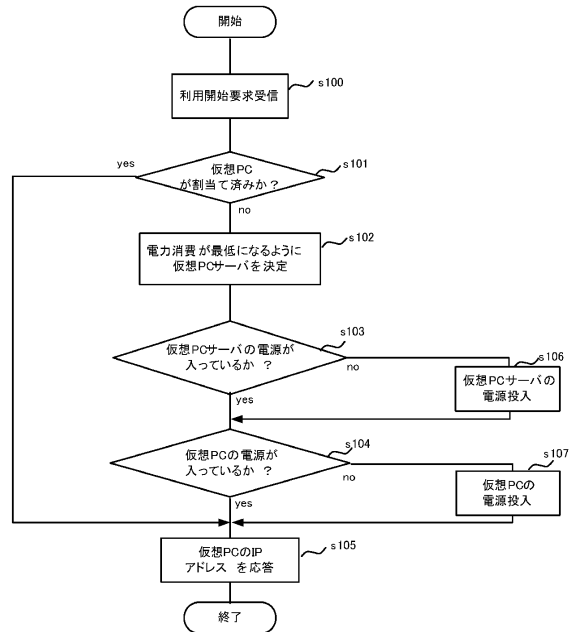 開始
利用開始要求受信
s100
yes
仮想PC
が割当て済みか？
s101
no
電力消費が最低になるように
仮想PCサーバを決定
s102
仮想PCサーバの電源が
入っているか ？
s103
no
仮想PCサーバの
電源投入
s106
yes
仮想PCの電源が
入っているか ？
s104
no
仮想PCの
電源投入
s107
yes
仮想PCのIP
アドレス を応答
s105
終了